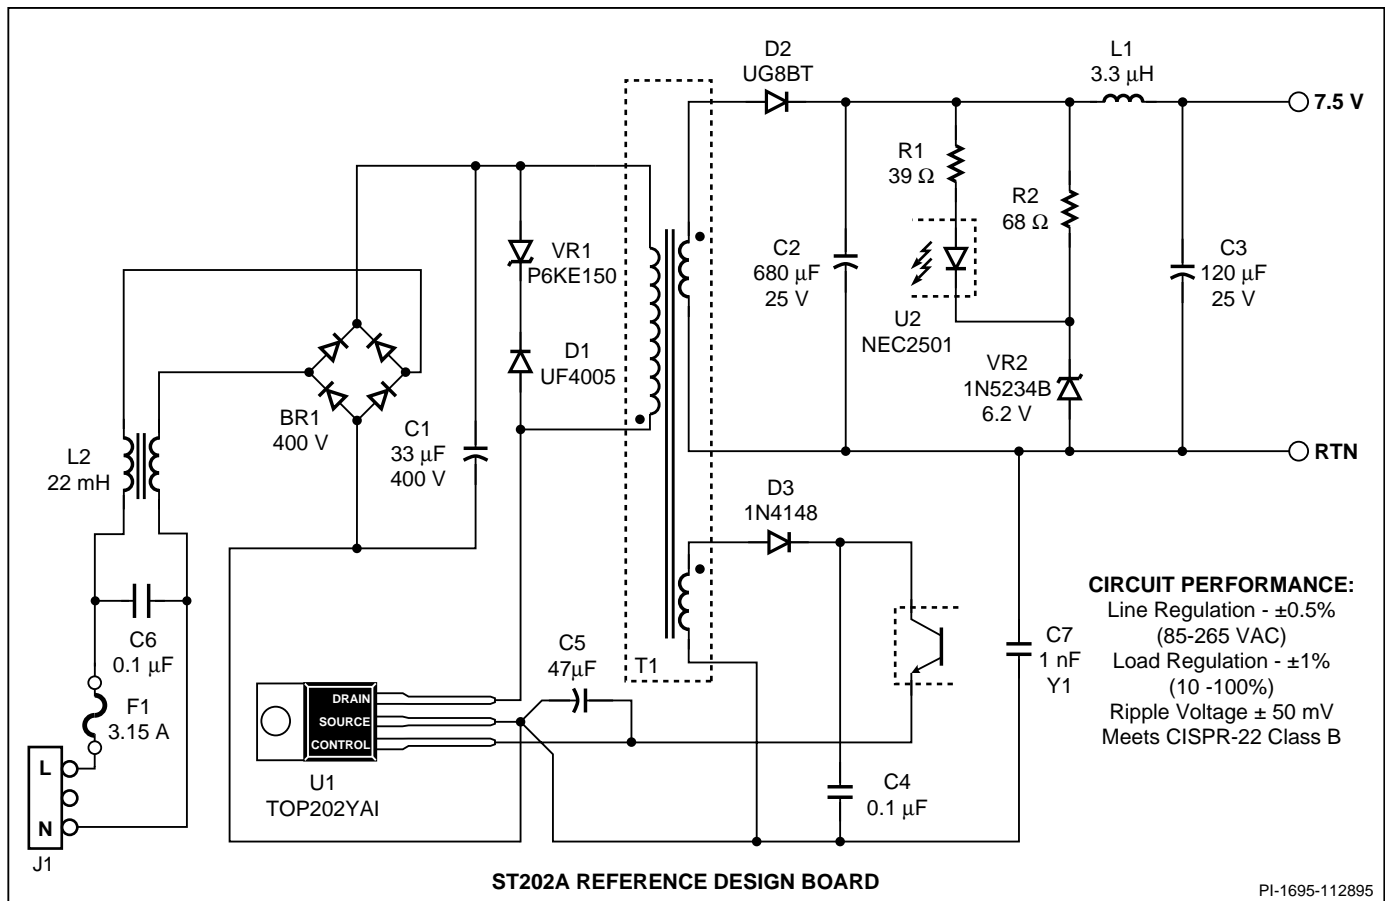 D2
UG8BT
L1
3.3 μH
7.5 V
R1
39 Ω
R2
68 Ω
VR1
P6KE150
C2
680 μF
25 V
C3
120 μF
25 V
U2
NEC2501
D1
UF4005
VR2
1N5234B
6.2 V
BR1
400 V
C1
33 μF
400 V
L2
22 mH
RTN
D3
1N4148
CIRCUIT PERFORMANCE:
Line Regulation - ±0.5%
(85-265 VAC)
Load Regulation - ±1%
(10 -100%)
Ripple Voltage ± 50 mV
Meets CISPR-22 Class B
C6
0.1 μF
C5
47μF
T1
C7
1 nF
Y1
F1
3.15 A
DRAIN
SOURCE
CONTROL
L
N
J1
U1
TOP202YAI
C4
0.1 μF
ST202A REFERENCE DESIGN BOARD
PI-1695-112895